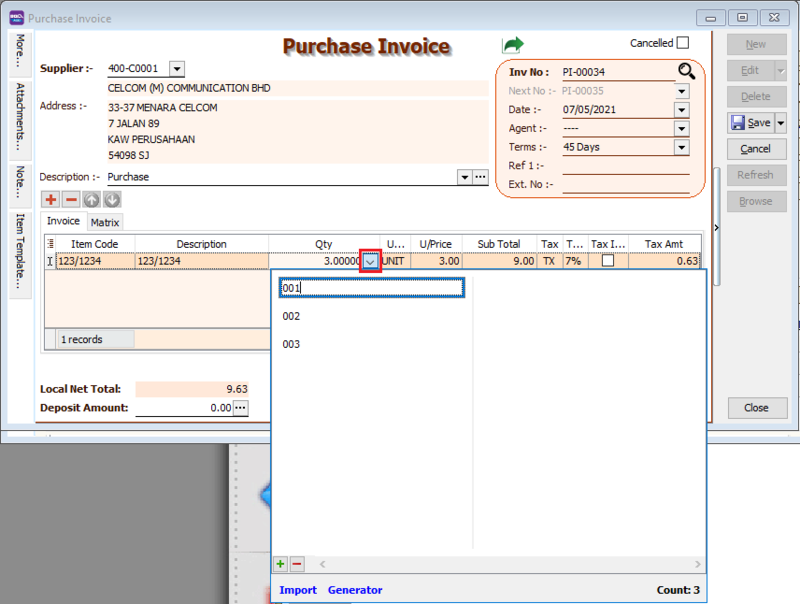 Purchase Invoice
More...
Attachments...
Note...
Item Template...
Purchase Invoice
Cancelled
Supplier :- 400-C0001
CELCOM (M) COMMUNICATION BHD
Address :- 33-37 MENARA CELCOM
7 JALAN 89
KAW PERUSAHAAN
54098 SJ
Description :- Purchase
Inv No : PI-00034
Next No :- PI-00035
Date :- 07/05/2021
Agent :- ----
Terms :- 45 Days
Ref 1 :-
Ext. No :-
New
Edit
Delete
Save
Cancel
Refresh
Browse
Invoice Matrix
Item Code Description Qty U... U/Price Sub Total Tax T... Tax I... Tax Amt
123/1234 123/1234 3.00000 UNIT 3.00 9.00 TX 7% 0.63
001
002
003
1 records
Local Net Total: 9.63
Deposit Amount: 0.00
Close
Import Generator Count: 3